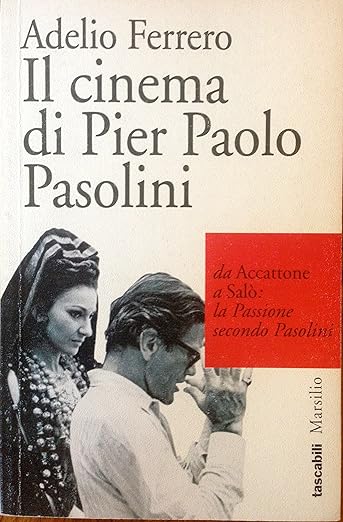 Adelio Ferrero
Il cinema
di Pier Paolo
Pasolini
da Accattone
a Salò:
la Passione
secondo Pasolini
tascabili Marsilio